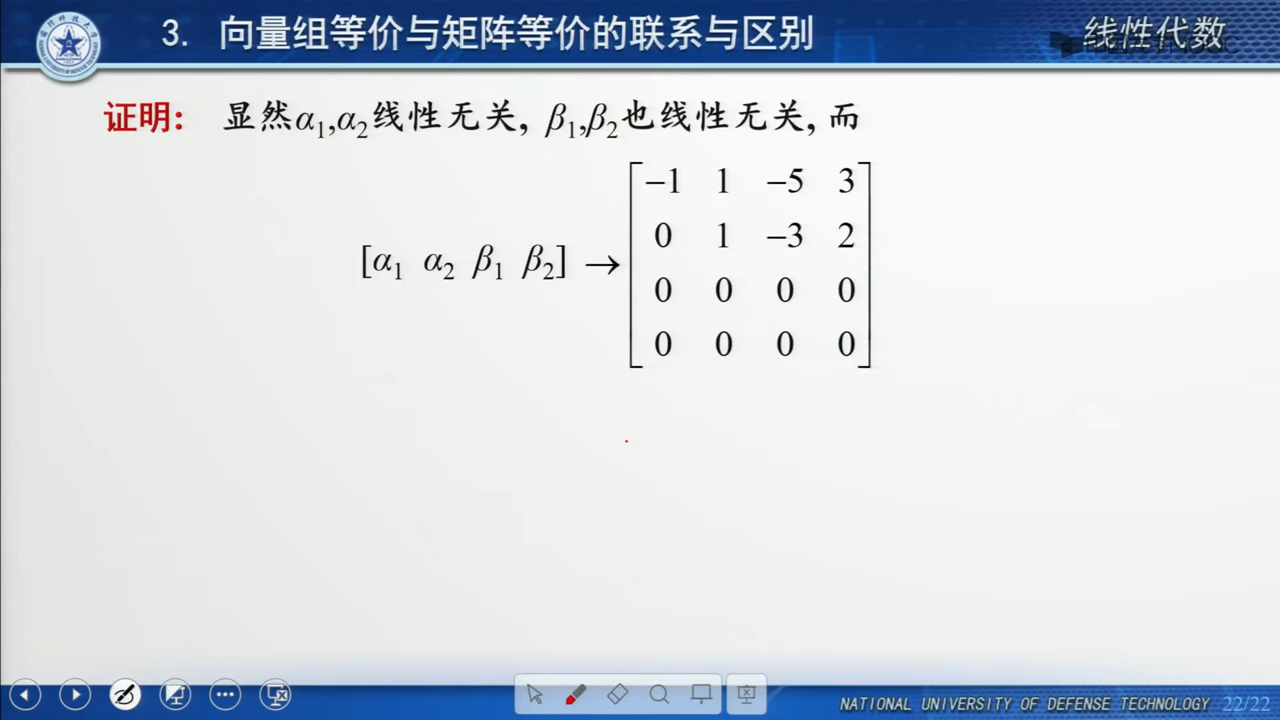 3. 向量组等价与矩阵等价的联系与区别
线性代数
证明: 显然α₁,α₂线性无关, β₁,β₂也线性无关, 而
[α₁ α₂ β₁ β₂] →
−1 1 −5 3
0 1 −3 2
0 0 0 0
0 0 0 0
NATIONAL UNIVERSITY OF DEFENSE TECHNOLOGY 22/22